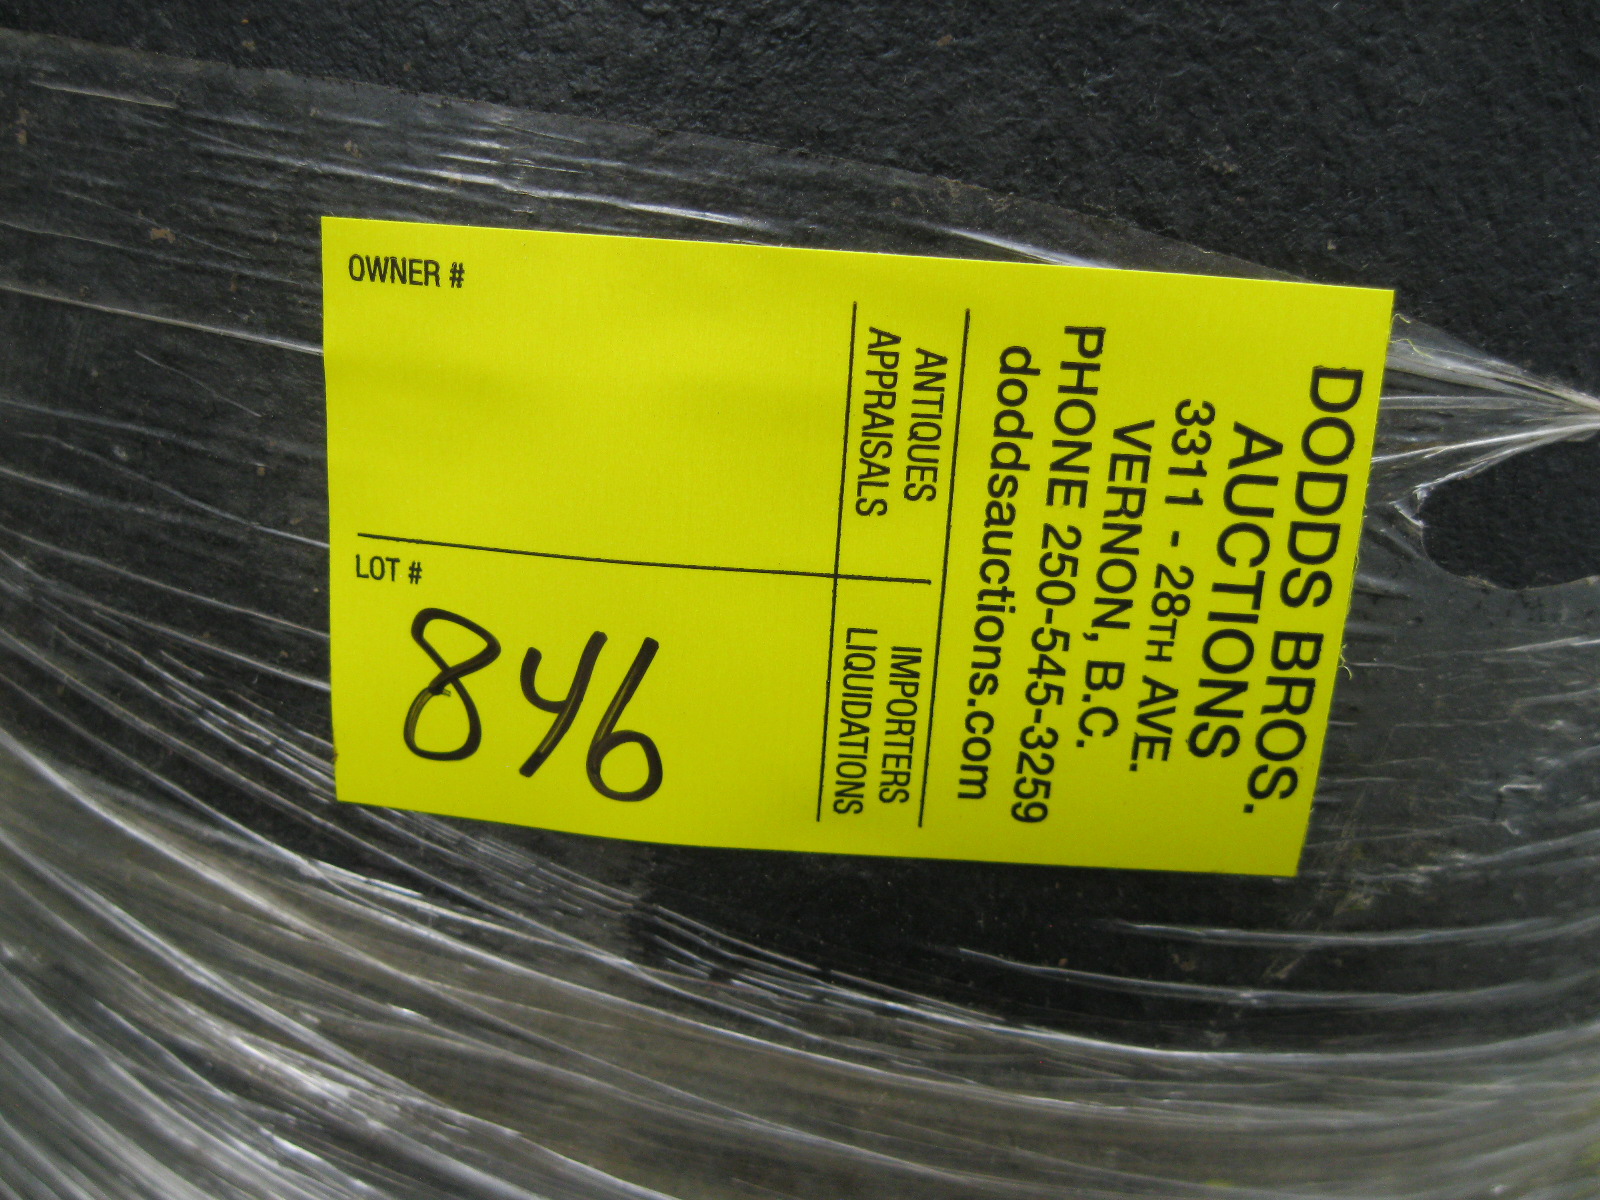 DODDS BROS.
AUCTIONS
3311 - 28TH AVE.
VERNON, B.C.
PHONE 250-545-3259
doddsauctions.com
ANTIQUES
APPRAISALS
IMPORTERS
LIQUIDATIONS
OWNER #
LOT #
846